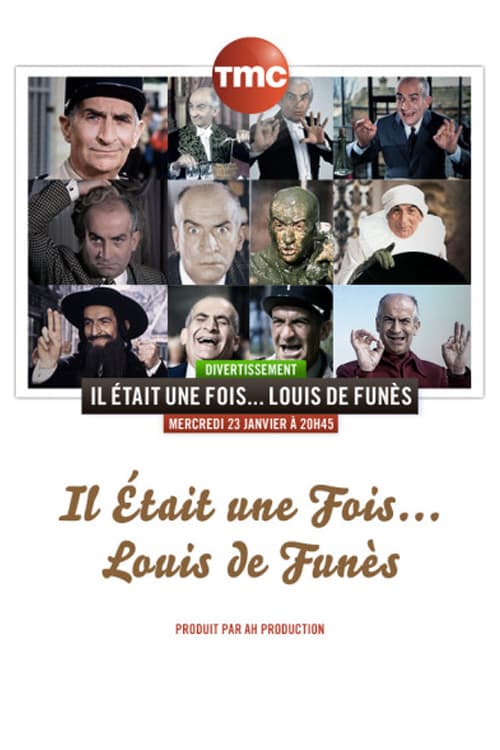 TMC
DIVERTISSEMENT
IL ÉTAIT UNE FOIS... LOUIS DE FUNÈS
MERCREDI 23 JANVIER À 20H45
Il Était une Fois...
Louis de Funès
PRODUIT PAR AH PRODUCTION